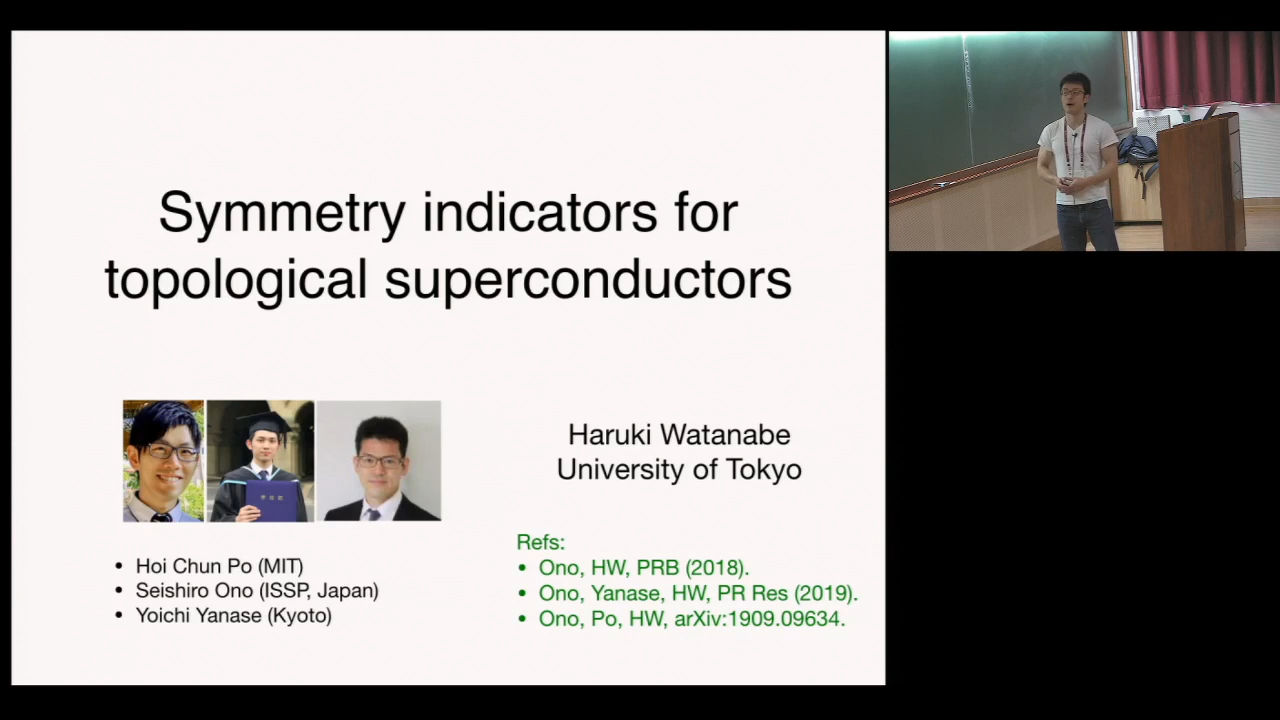 Symmetry indicators for
topological superconductors
Haruki Watanabe
University of Tokyo
• Hoi Chun Po (MIT)
• Seishiro Ono (ISSP, Japan)
• Yoichi Yanase (Kyoto)
Refs:
• Ono, HW, PRB (2018).
• Ono, Yanase, HW, PR Res (2019).
• Ono, Po, HW, arXiv:1909.09634.